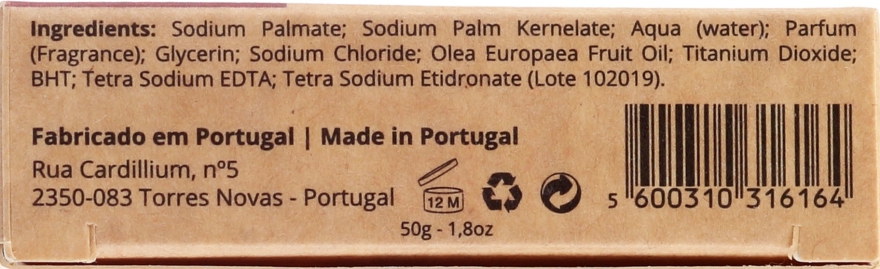 Ingredients: Sodium Palmate; Sodium Palm Kernelate; Aqua (water); Parfum
(Fragrance); Glycerin; Sodium Chloride; Olea Europaea Fruit Oil; Titanium Dioxide;
BHT; Tetra Sodium EDTA; Tetra Sodium Etidronate (Lote 102019).
Fabricado em Portugal | Made in Portugal
Rua Cardillium, nº5
2350-083 Torres Novas - Portugal
12 M
50g - 1,8oz
5 600310 316164